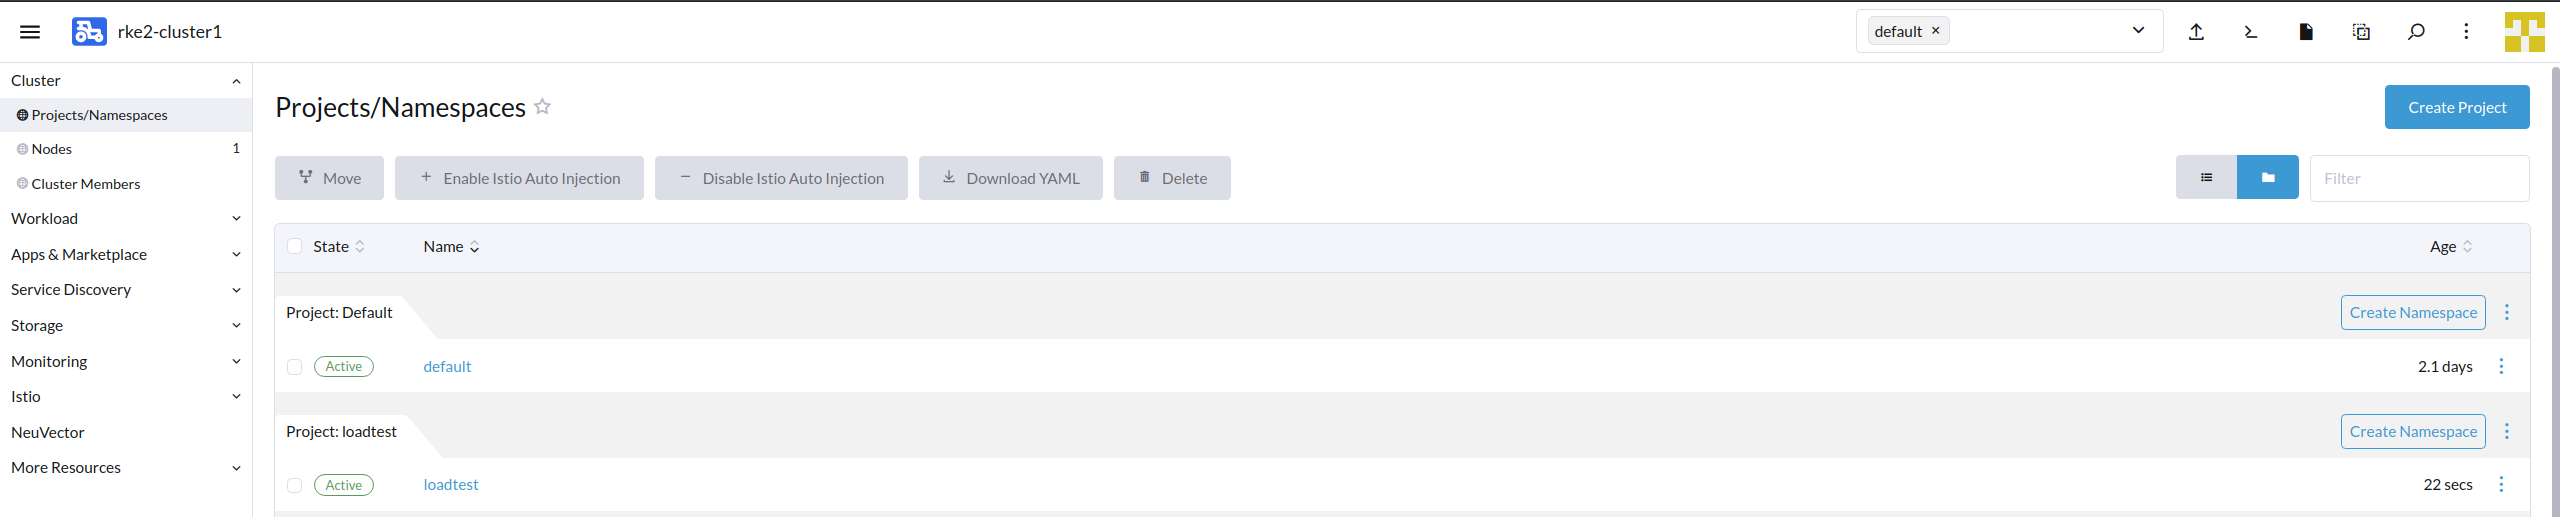 rke2-cluster1
default ×
Cluster
Projects/Namespaces
Nodes 1
Cluster Members
Workload
Apps & Marketplace
Service Discovery
Storage
Monitoring
Istio
NeuVector
More Resources
Projects/Namespaces
Create Project
Move
Enable Istio Auto Injection
Disable Istio Auto Injection
Download YAML
Delete
Filter
State Name Age
Project: Default Create Namespace
Active default 2.1 days
Project: loadtest Create Namespace
Active loadtest 22 secs